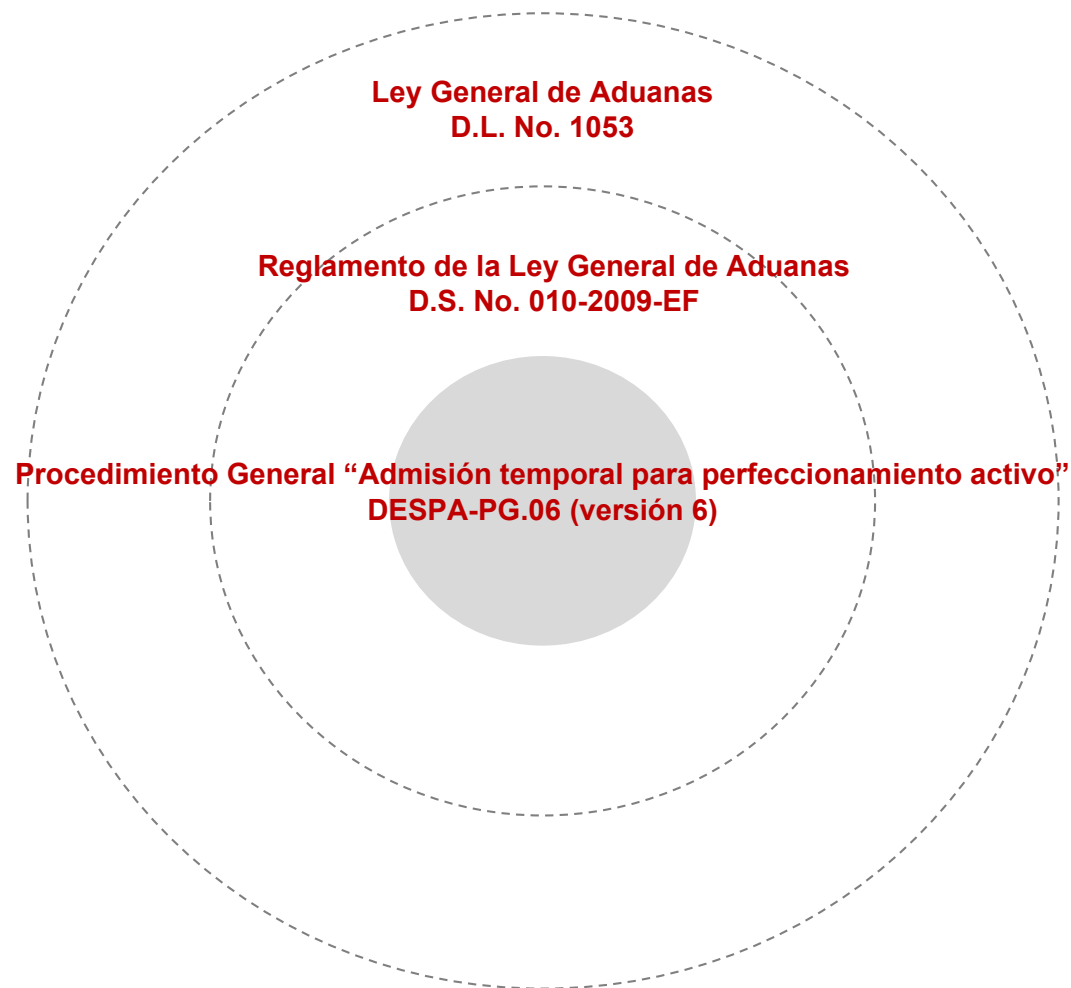 Ley General de Aduanas
D.L. No. 1053
Reglamento de la Ley General de Aduanas
D.S. No. 010-2009-EF
Procedimiento General “Admisión temporal para perfeccionamiento activo”
DESPA-PG.06 (versión 6)